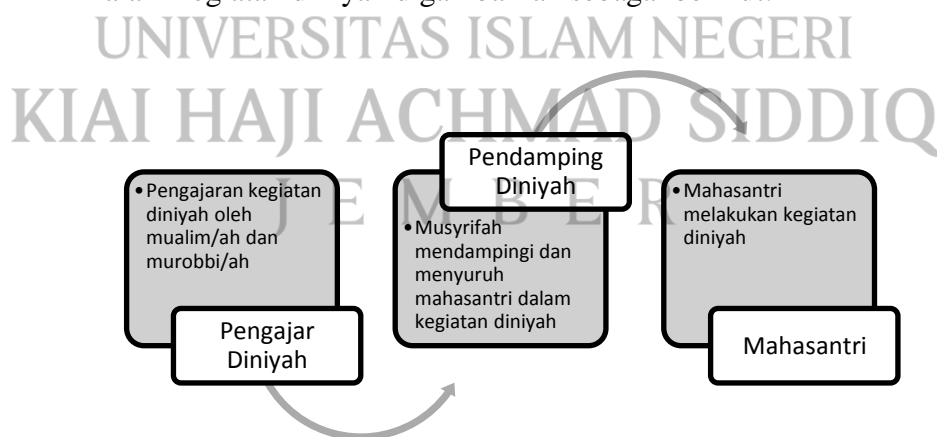 UNIVERSITAS ISLAM NEGERI
KIAI HAJI ACHMAD SIDDIQ
J E M B E R
•Pengajaran kegiatan
diniyah oleh
mualim/ah dan
murobbi/ah
Pengajar
Diniyah
Pendamping
Diniyah
•Musyrifah
mendampingi dan
menyuruh
mahasantri dalam
kegiatan diniyah
•Mahasantri
melakukan kegiatan
diniyah
Mahasantri